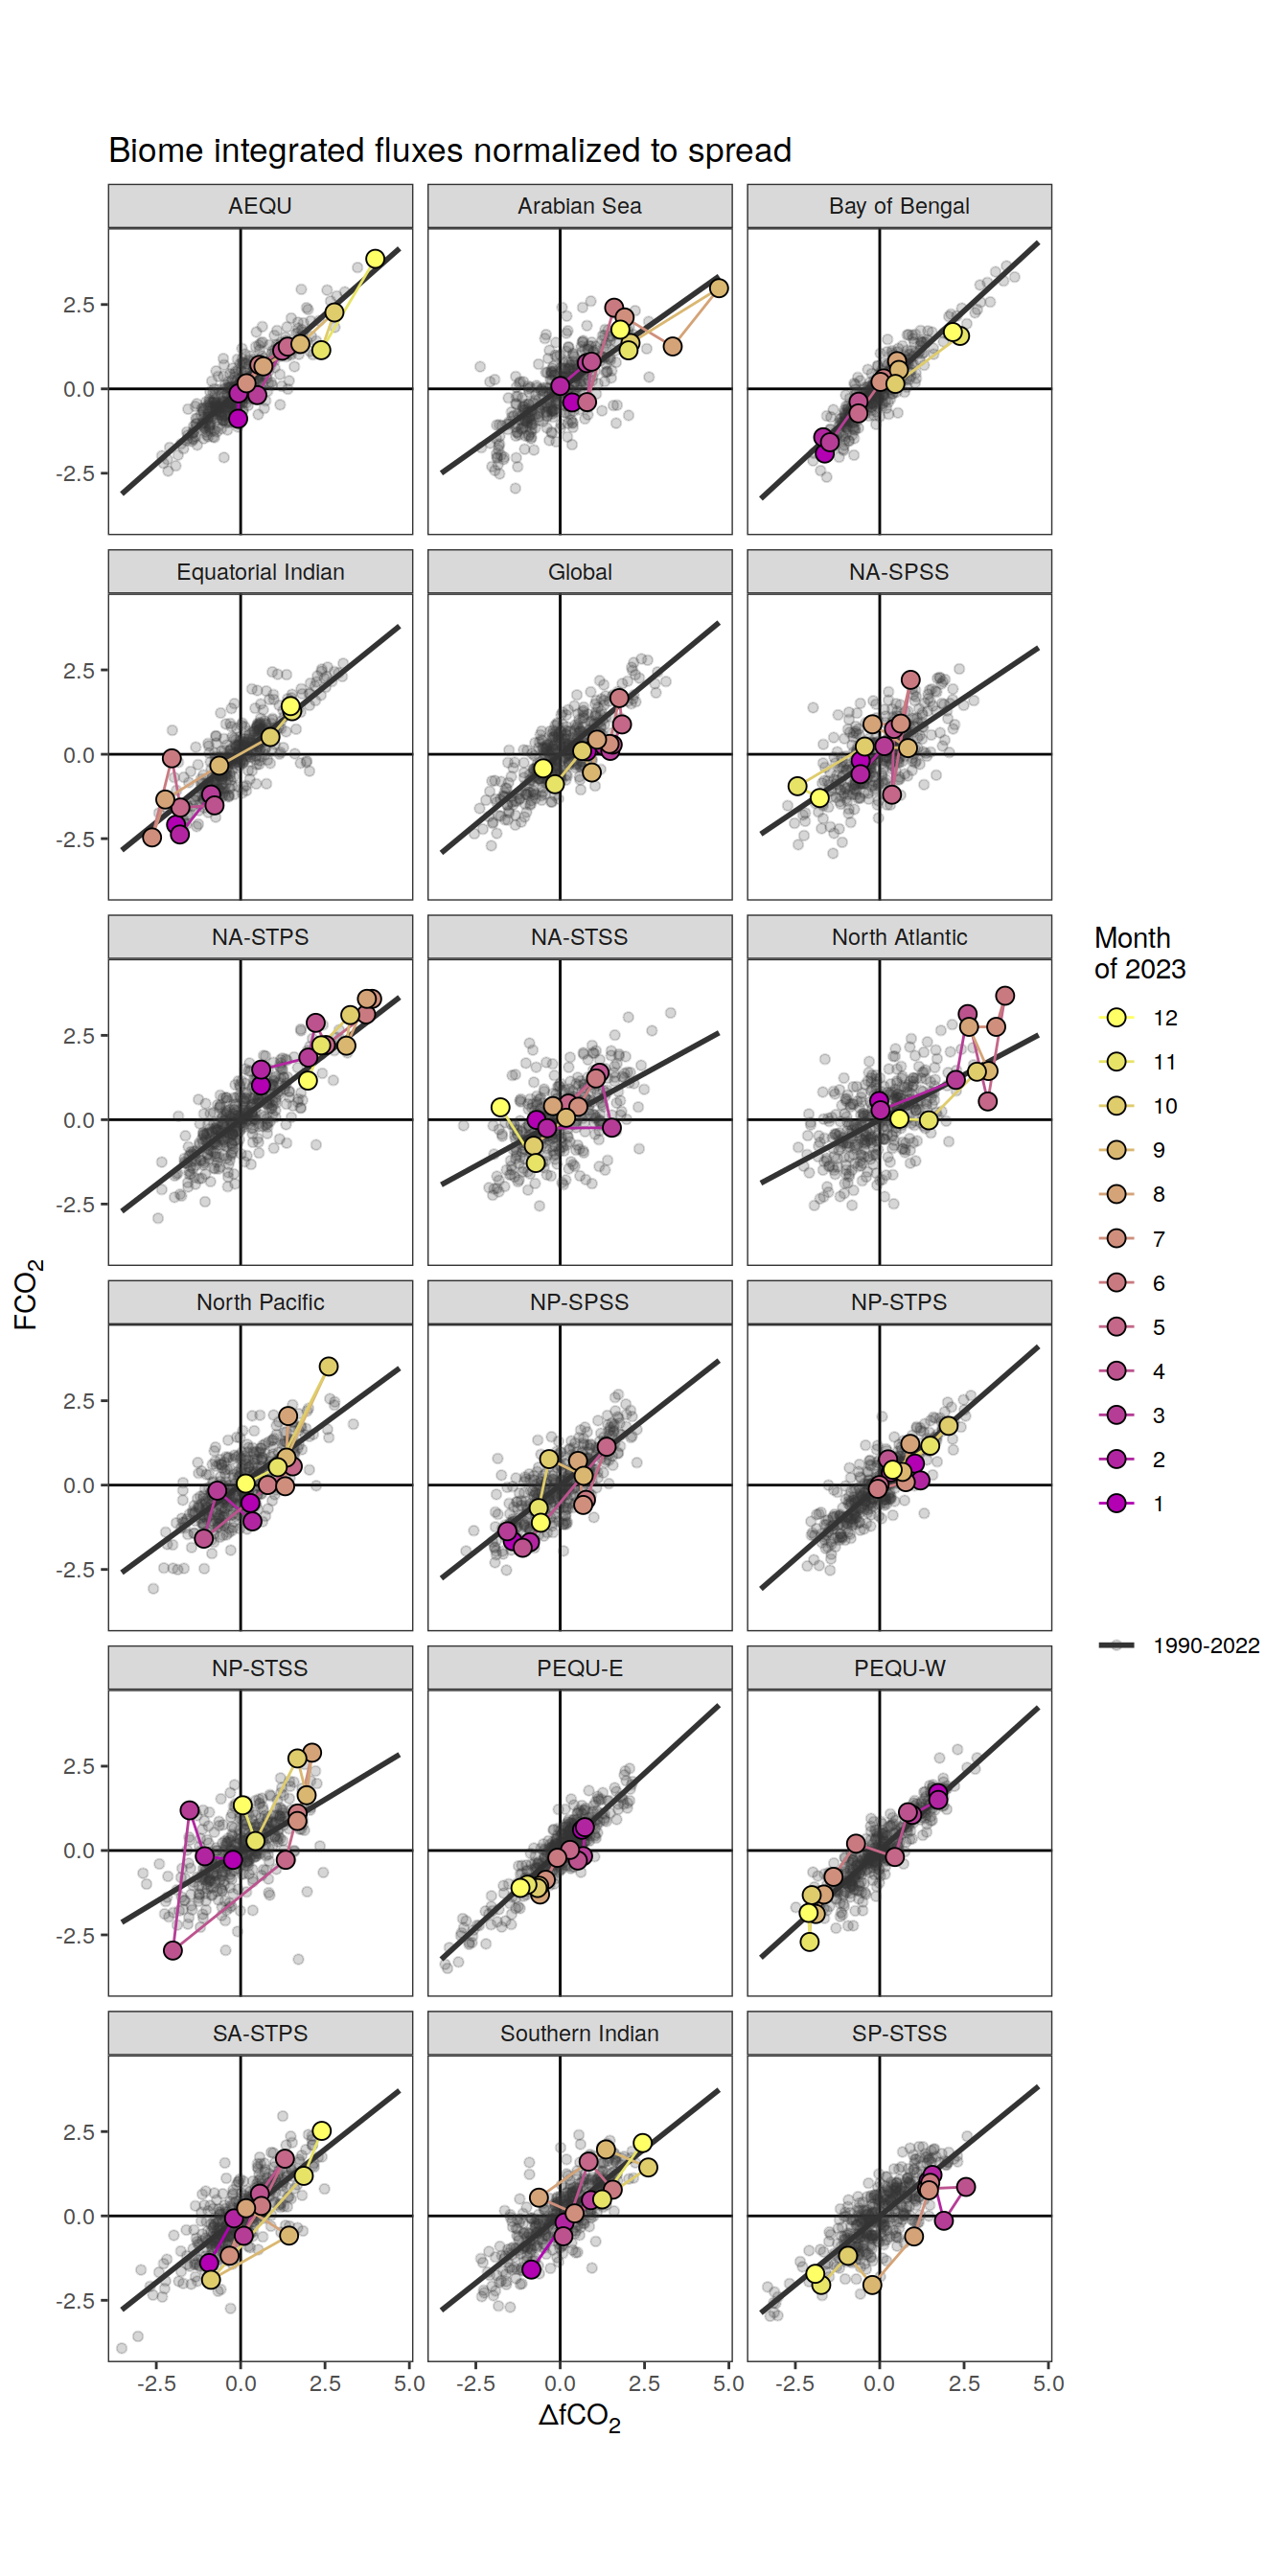 Biome integrated fluxes normalized to spread
AEQU
Arabian Sea
Bay of Bengal
2.5
0.0
-2.5
Equatorial Indian
Global
NA-SPSS
2.5
0.0
-2.5
NA-STPS
NA-STSS
North Atlantic
2.5
0.0
-2.5
North Pacific
NP-SPSS
NP-STPS
2.5
0.0
-2.5
NP-STSS
PEQU-E
PEQU-W
2.5
0.0
-2.5
SA-STPS
Southern Indian
SP-STSS
2.5
0.0
-2.5
-2.5 0.0 2.5 5.0
-2.5 0.0 2.5 5.0
-2.5 0.0 2.5 5.0
ΔfCO₂
FCO₂
Month
of 2023
12
11
10
9
8
7
6
5
4
3
2
1
1990-2022